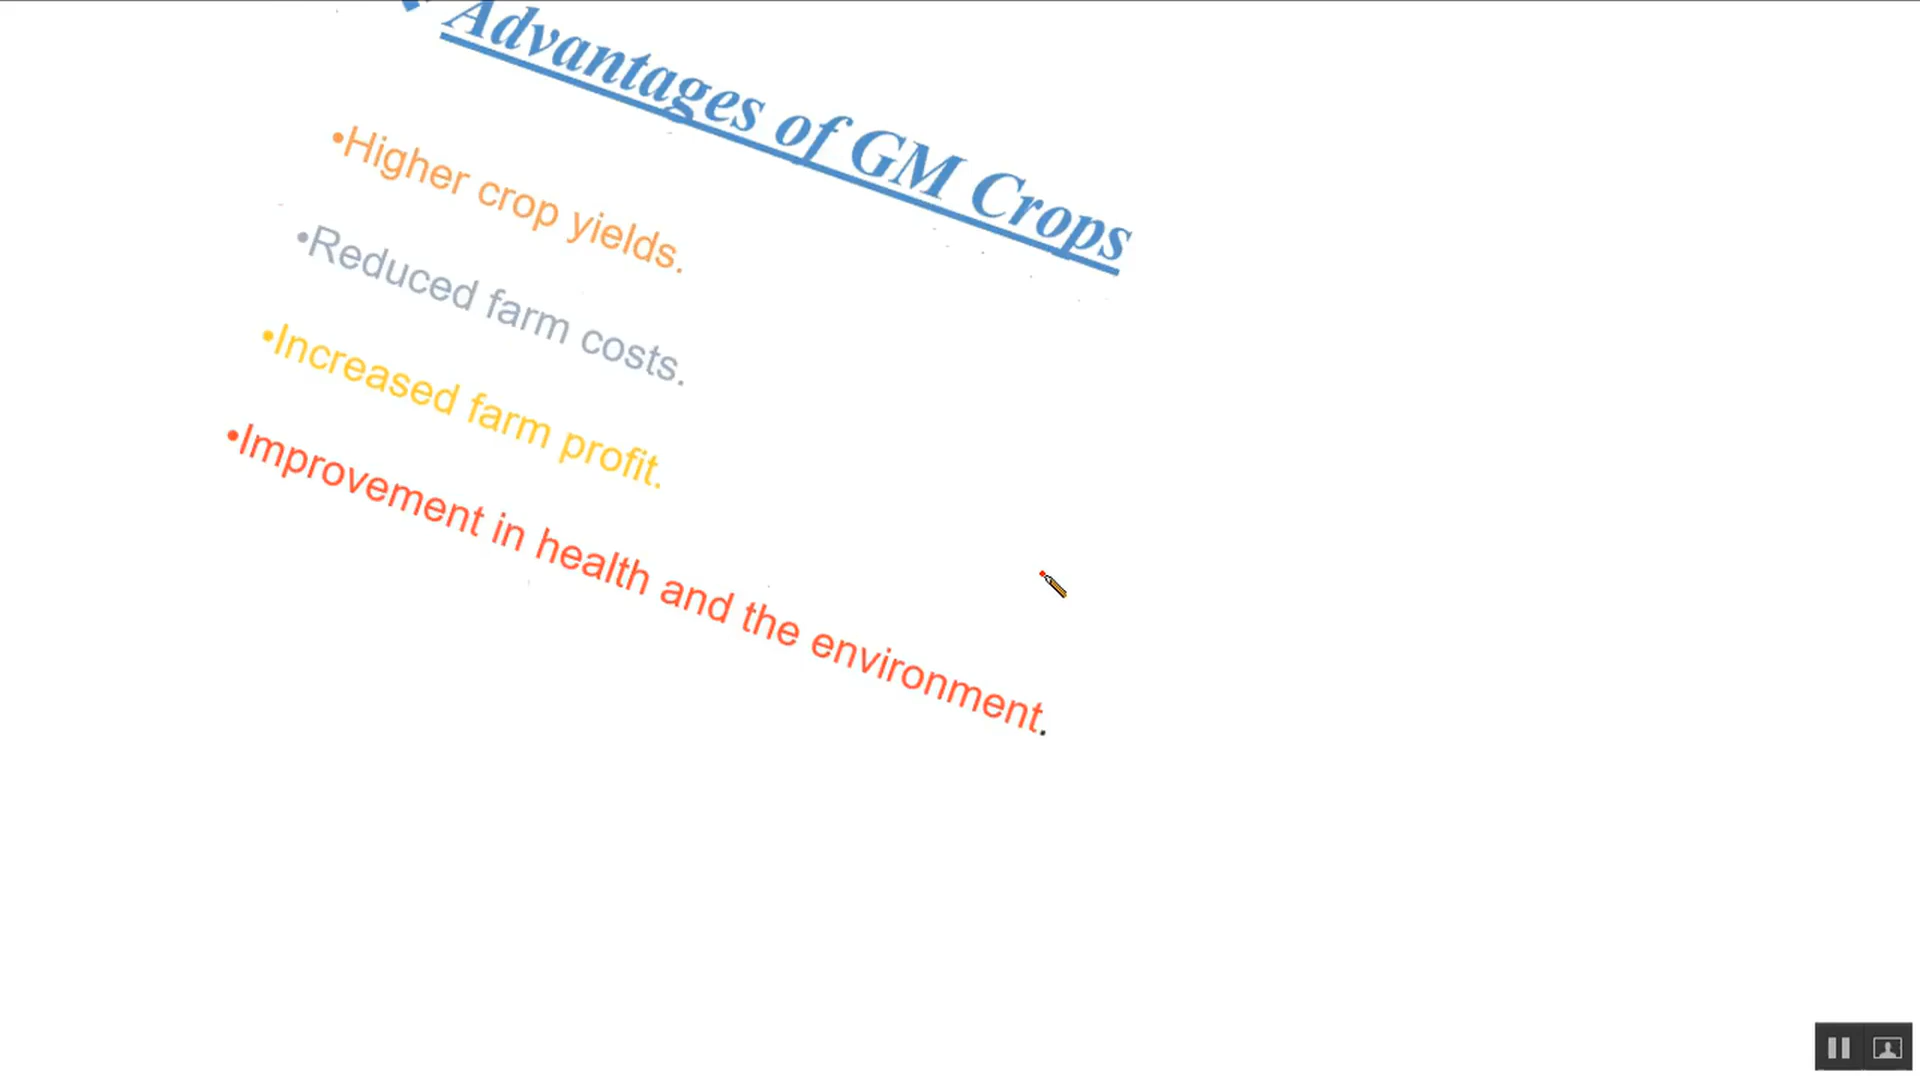 Advantages of GM Crops
•Higher crop yields.
•Reduced farm costs.
•Increased farm profit.
•Improvement in health and the environment.